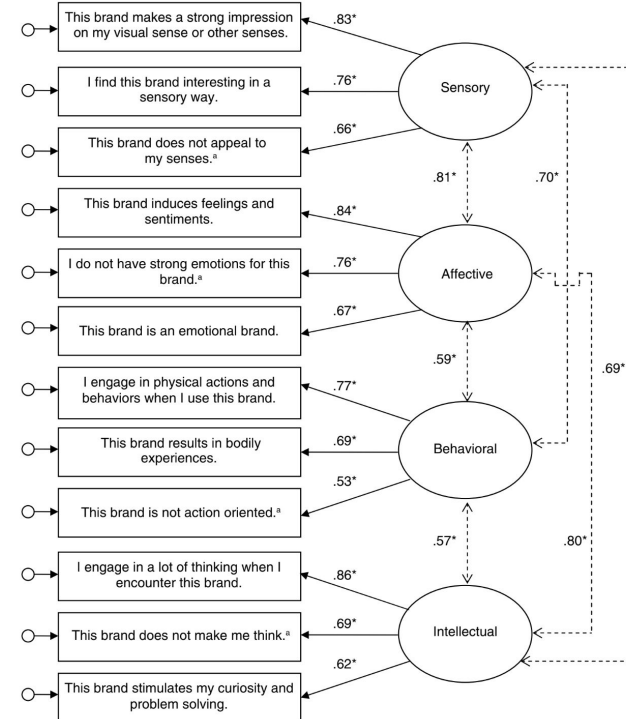 This brand makes a strong impression
on my visual sense or other senses.
.83*
I find this brand interesting in a
sensory way.
.76*
Sensory
This brand does not appeal to
my senses.ª
.66*
.81*
.70*
This brand induces feelings and
sentiments.
.84*
I do not have strong emotions for this
brand.ª
.76*
Affective
This brand is an emotional brand.
.67*
.59*
.69*
I engage in physical actions and
behaviors when I use this brand.
.77*
This brand results in bodily
experiences.
.69*
Behavioral
This brand is not action oriented.ª
.53*
.57*
.80*
I engage in a lot of thinking when I
encounter this brand.
.86*
This brand does not make me think.ª
.69*
Intellectual
This brand stimulates my curiosity and
problem solving.
.62*